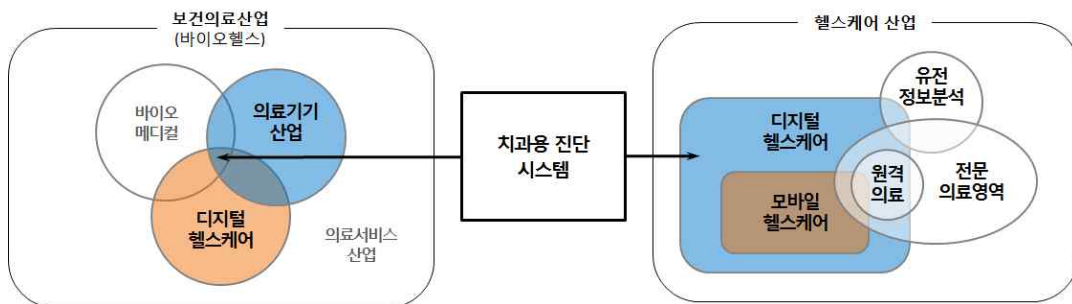 보건의료산업
(바이오헬스)
바이오
메디컬
의료기기
산업
디지털
헬스케어
의료서비스
산업
치과용 진단
시스템
헬스케어 산업
유전
정보분석
디지털
헬스케어
원격
의료
전문
의료영역
모바일
헬스케어